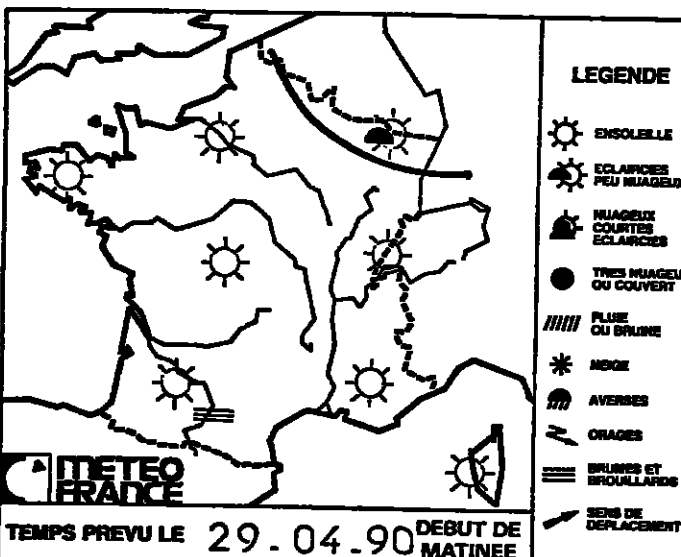 LEGENDE
ENSOLEILLE
ECLAIRCIES
PEU NUAGEUX
NUAGEUX
COURTES
ECLAIRCIES
TRES NUAGEU
OU COUVERT
PLUIE
OU BRUINE
NEIGE
AVERSES
ORAGES
BRUMES ET
BROUILLARDS
SENS DE
DEPLACEMENT
METEO
FRANCE
TEMPS PREVU LE 29-04-90 DEBUT DE
MATINEE